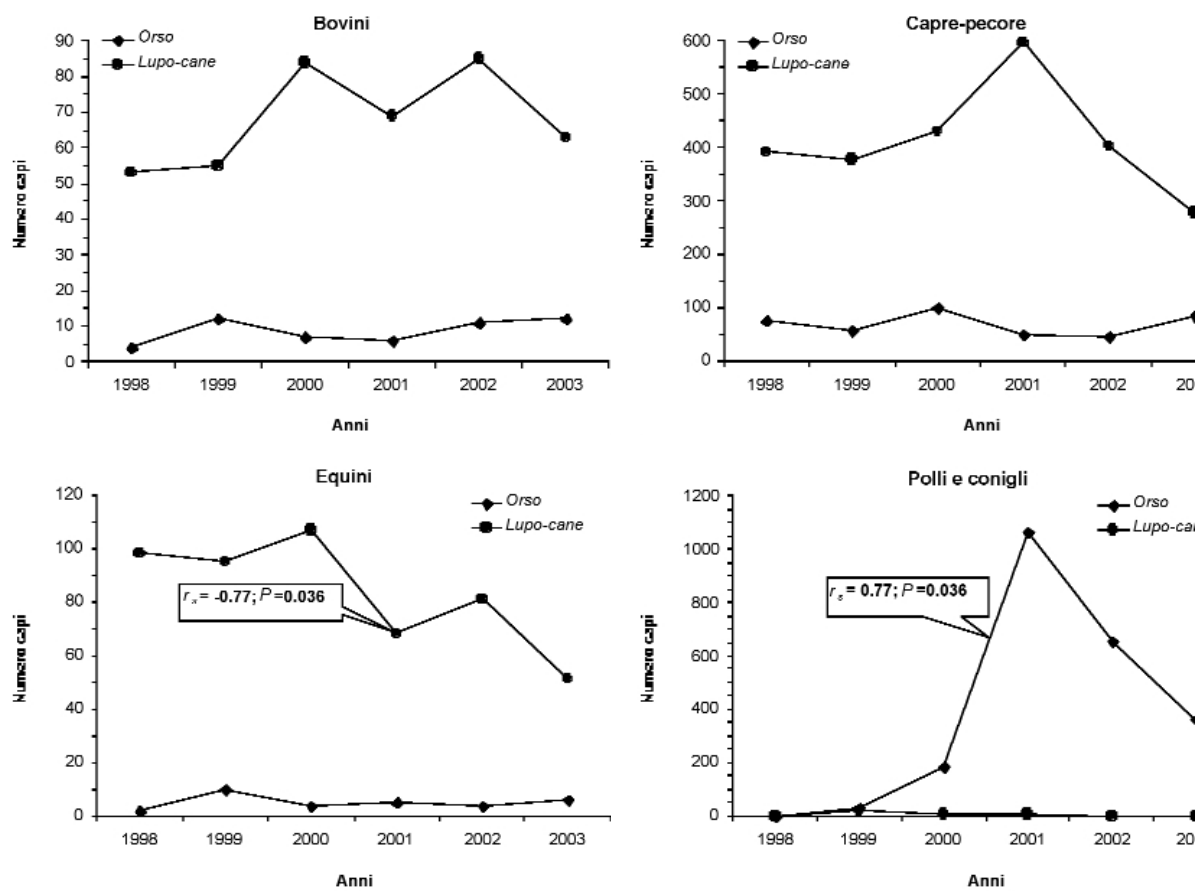 Bovini
Orso
Lupo-cane
Numero capi
90
80
70
60
50
40
30
20
10
0
1998 1999 2000 2001 2002 2003
Anni
Capre-pecore
Orso
Lupo-cane
Numero capi
600
500
400
300
200
100
0
1998 1999 2000 2001 2002 20
Anni
Equini
Orso
Lupo-cane
Numero capi
120
100
80
60
40
20
0
r s = -0.77; P =0.036
1998 1999 2000 2001 2002 2003
Anni
Polli e conigli
Orso
Lupo-can
Numero capi
1200
1000
800
600
400
200
0
r s = 0.77; P =0.036
1998 1999 2000 2001 2002 20
Anni